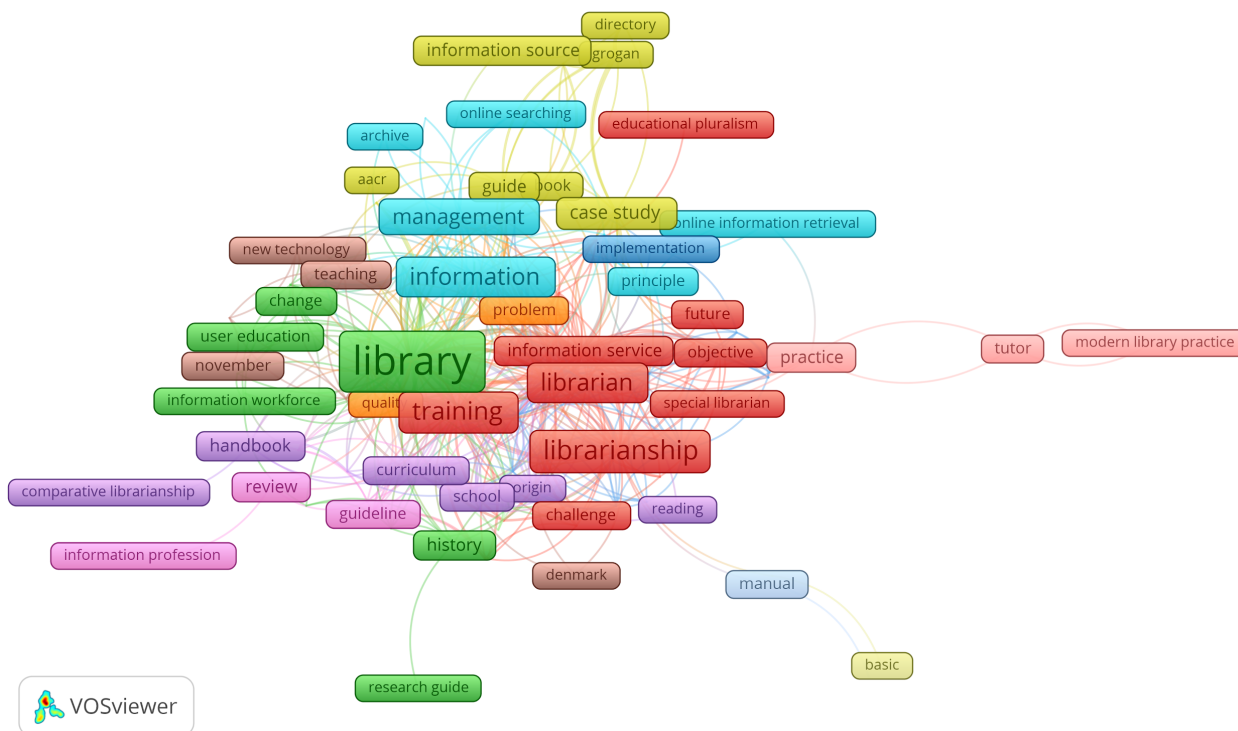 directory
information source
grogan
online searching
educational pluralism
archive
aacr
guide
book
management
case study
online information retrieval
new technology
implementation
teaching
information
principle
change
problem
future
user education
library
information service
objective
practice
tutor
modern library practice
november
librarian
information workforce
qualit
training
special librarian
handbook
librarianship
curriculum
comparative librarianship
review
school
origin
reading
guideline
challenge
history
information profession
denmark
manual
basic
research guide
VOSviewer